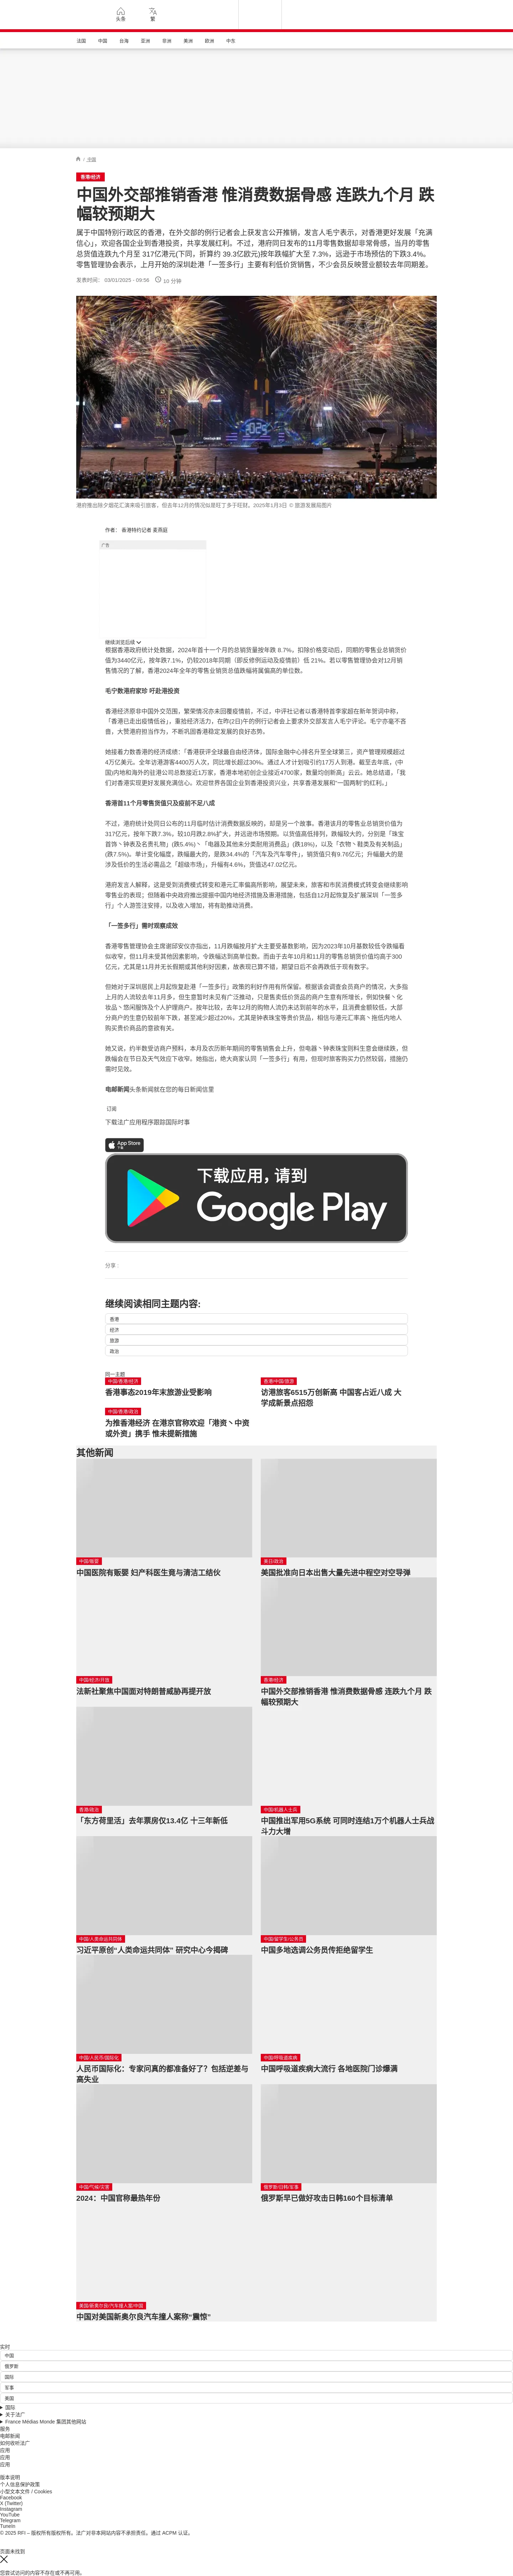 头条
繁
法国 中国 台海 亚洲 非洲 美洲 欧洲 中东
/ 中国
香港/经济
中国外交部推销香港 惟消费数据骨感 连跌九个月 跌幅较预期大
属于中国特别行政区的香港，在外交部的例行记者会上获发言公开推销，发言人毛宁表示，对香港更好发展「充满信心」，欢迎各国企业到香港投资，共享发展红利。不过，港府同日发布的11月零售数据却非常骨感，当月的零售总货值连跌九个月至 317亿港元(下同，折算约 39.3亿欧元)按年跌幅扩大至 7.3%，远逊于市场预估的下跌3.4%。零售管理协会表示，上月开始的深圳赴港「一签多行」主要有利低价货销售，不少会员反映营业额较去年同期差。
发表时间： 03/01/2025 - 09:56 10 分钟
港府推出除夕烟花汇演来吸引旅客，但去年12月的情况似是旺了多于旺财。2025年1月3日 © 旅游发展局图片
作者： 香港特约记者 麦燕庭
广告
继续浏览后续
根据香港政府统计处数据，2024年首十一个月的总销货量按年跌 8.7%。扣除价格变动后，同期的零售业总销货价值为3440亿元，按年跌7.1%，仍较2018年同期（即反修例运动及疫情前）低 21%。若以零售管理协会对12月销售情况的了解，香港2024年全年的零售业销货总值跌幅将属偏高的单位数。
毛宁数港府家珍 吁赴港投资
香港经济原非中国外交范围，繁荣情况亦未回覆疫情前。不过，中评社记者以香港特首李家超在新年贺词中称，「香港已走出疫情低谷」，重拾经济活力，在昨(2日)午的例行记者会上要求外交部发言人毛宁评论。毛宁亦毫不吝啬，大赞港府担当作为，不断巩固香港稳定发展的良好态势。
她接着力数香港的经济成绩：「香港获评全球最自由经济体，国际金融中心排名升至全球第三，资产管理规模超过4万亿美元。全年访港游客4400万人次，同比增长超过30%。通过人才计划吸引约17万人到港。截至去年底，(中国)内地和海外的驻港公司总数接近1万家，香港本地初创企业接近4700家，数量均创新高」云云。她总结道，「我们对香港实现更好发展充满信心。欢迎世界各国企业到香港投资兴业，共享香港发展和“一国两制”的红利。」
香港首11个月零售货值只及疫前不足八成
不过，港府统计处同日公布的11月临时估计消费数据反映的，却是另一个故事。香港该月的零售业总销货价值为317亿元，按年下跌7.3%，较10月跌2.8%扩大，并远逊市场预期。以货值高低排列，跌幅较大的，分别是「珠宝首饰丶钟表及名贵礼物」(跌5.4%)丶「电器及其他未分类耐用消费品」(跌19%)，以及「衣物丶鞋类及有关制品」(跌7.5%)。单计变化幅度，跌幅最大的，是跌34.4%的「汽车及汽车零件」，销货值只有9.76亿元；升幅最大的是涉及低价的生活必需品之「超级市场」，升幅有4.6%，货值达47.02亿元。
港府发言人解释，这是受到消费模式转变和港元汇率偏高所影响，展望未来，旅客和市民消费模式转变会继续影响零售业的表现；但随着中央政府推出提振中国内地经济措施及惠港措施，包括自12月起恢复及扩展深圳「一签多行」个人游签注安排，以及收入增加，将有助推动消费。
「一签多行」需时观察成效
香港零售管理协会主席谢邱安仪亦指出，11月跌幅按月扩大主要受基数影响，因为2023年10月基数较低令跌幅看似收窄，但11月未受其他因素影响，令跌幅达到高单位数。而由于去年10月和11月的零售总销货价值均高于300亿元，尤其是11月并无长假期或其他利好因素，故表现已算不错，期望日后不会再跌低于现有数字。
但她对于深圳居民上月起恢复赴港「一签多行」政策的利好作用有所保留。根据该会调查会员商户的情况，大多指上月的人流较去年11月多，但生意暂时未见有广泛推动，只是售卖低价货品的商户生意有所增长，例如快餐丶化妆品丶悠闲服饰及个人护理商户。按年比较，去年12月的购物人流仍未达到前年的水平，且消费金额较低，大部分商户的生意仍较前年下跌，甚至减少超过20%，尤其是钟表珠宝等贵价货品，相信与港元汇率高丶拖低内地人购买贵价商品的意欲有关。
她又说，约半数受访商户预料，本月及农历新年期间的零售销售会上升，但电器丶钟表珠宝则料生意会继续跌，但跌幅会在节日及天气效应下收窄。她指出，绝大商家认同「一签多行」有用，但现时旅客购买力仍然较弱，措施仍需时见效。
电邮新闻头条新闻就在您的每日新闻信里
订阅
下载法广应用程序跟踪国际时事
App Store
下载
下载应用，请到
Google Play
分享 :
继续阅读相同主题内容:
香港
经济
旅游
政治
同一主题
中国/香港/经济
香港事态2019年末旅游业受影响
香港/中国/旅游
访港旅客6515万创新高 中国客占近八成 大学成新景点招怨
中国/香港/政治
为推香港经济 在港京官称欢迎「港资丶中资或外资」携手 惟未提新措施
其他新闻
中国/贩婴
中国医院有贩婴 妇产科医生竟与清洁工结伙
美日/政治
美国批准向日本出售大量先进中程空对空导弹
中国/经济/开放
法新社聚焦中国面对特朗普威胁再提开放
香港/经济
中国外交部推销香港 惟消费数据骨感 连跌九个月 跌幅较预期大
香港/政治
「东方荷里活」去年票房仅13.4亿 十三年新低
中国/机器人士兵
中国推出军用5G系统 可同时连结1万个机器人士兵战斗力大增
中国/人类命运共同体
习近平原创“人类命运共同体” 研究中心今揭碑
中国/留学生/公务员
中国多地选调公务员传拒绝留学生
中国/人民币/国际化
人民币国际化：专家问真的都准备好了？包括逆差与高失业
中国/呼吸道疾病
中国呼吸道疾病大流行 各地医院门诊爆满
中国/气候/灾害
2024：中国官称最热年份
俄罗斯/日韩/军事
俄罗斯早已做好攻击日韩160个目标清单
美国/新奥尔良/汽车撞人案/中国
中国对美国新奥尔良汽车撞人案称“震惊”
实时
中国
俄罗斯
国际
军事
美国
国际
关于法广
France Médias Monde 集团其他网站
服务
电邮新闻
如何收听法广
应用
应用
应用
版本说明
个人信息保护政策
小型文本文件 / Cookies
Facebook
X (Twitter)
Instagram
YouTube
Telegram
TuneIn
© 2025 RFI – 版权所有版权所有。法广对非本网站内容不承担责任。通过 ACPM 认证。
页面未找到
您尝试访问的内容不存在或不再可用。